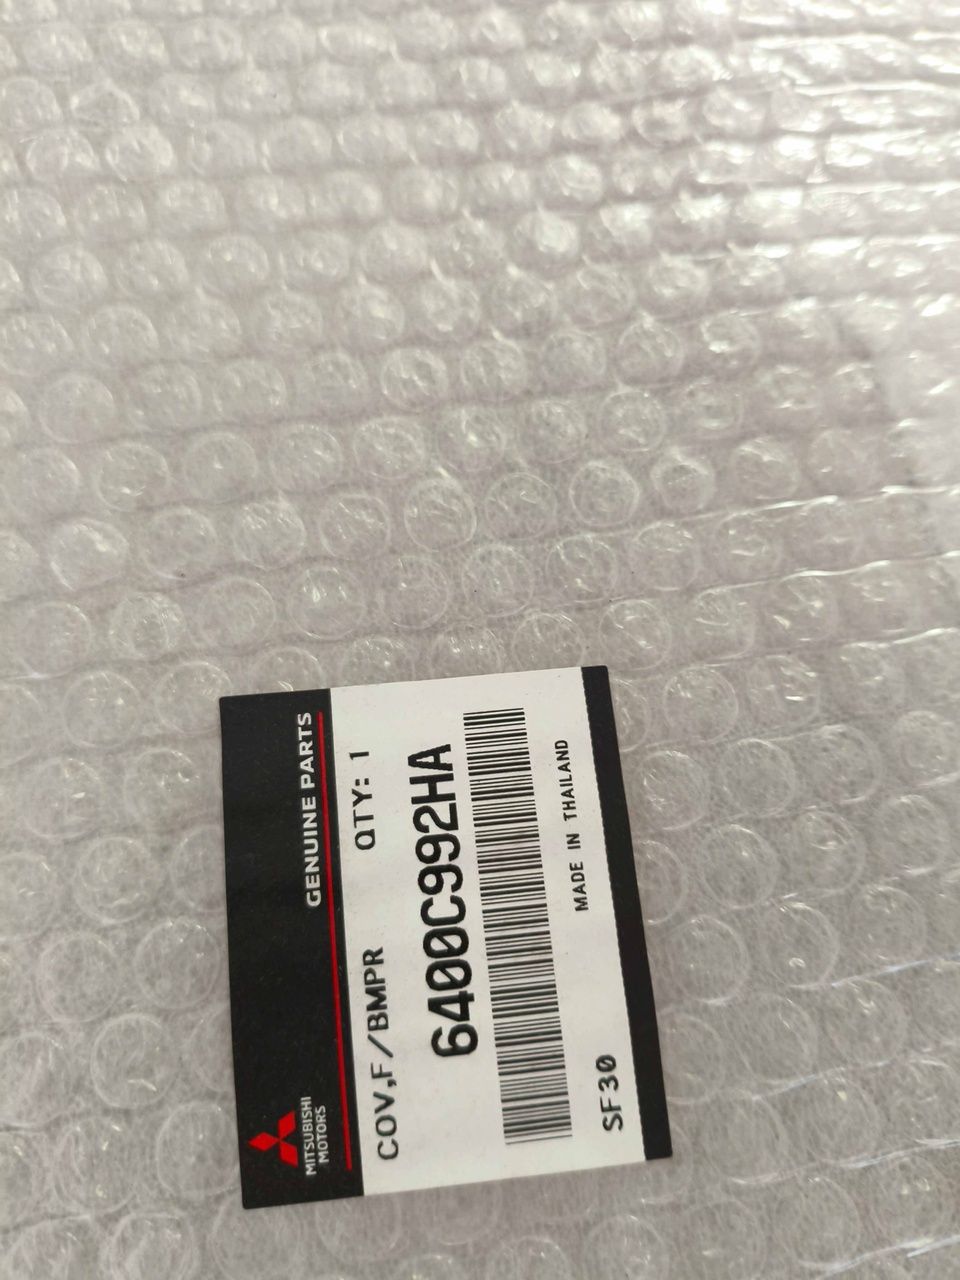 MITSUBISHI
MOTORS
GENUINE PARTS
COV,F/BMPR QTY: 1
6400C992HA
MADE IN THAILAND
SF30